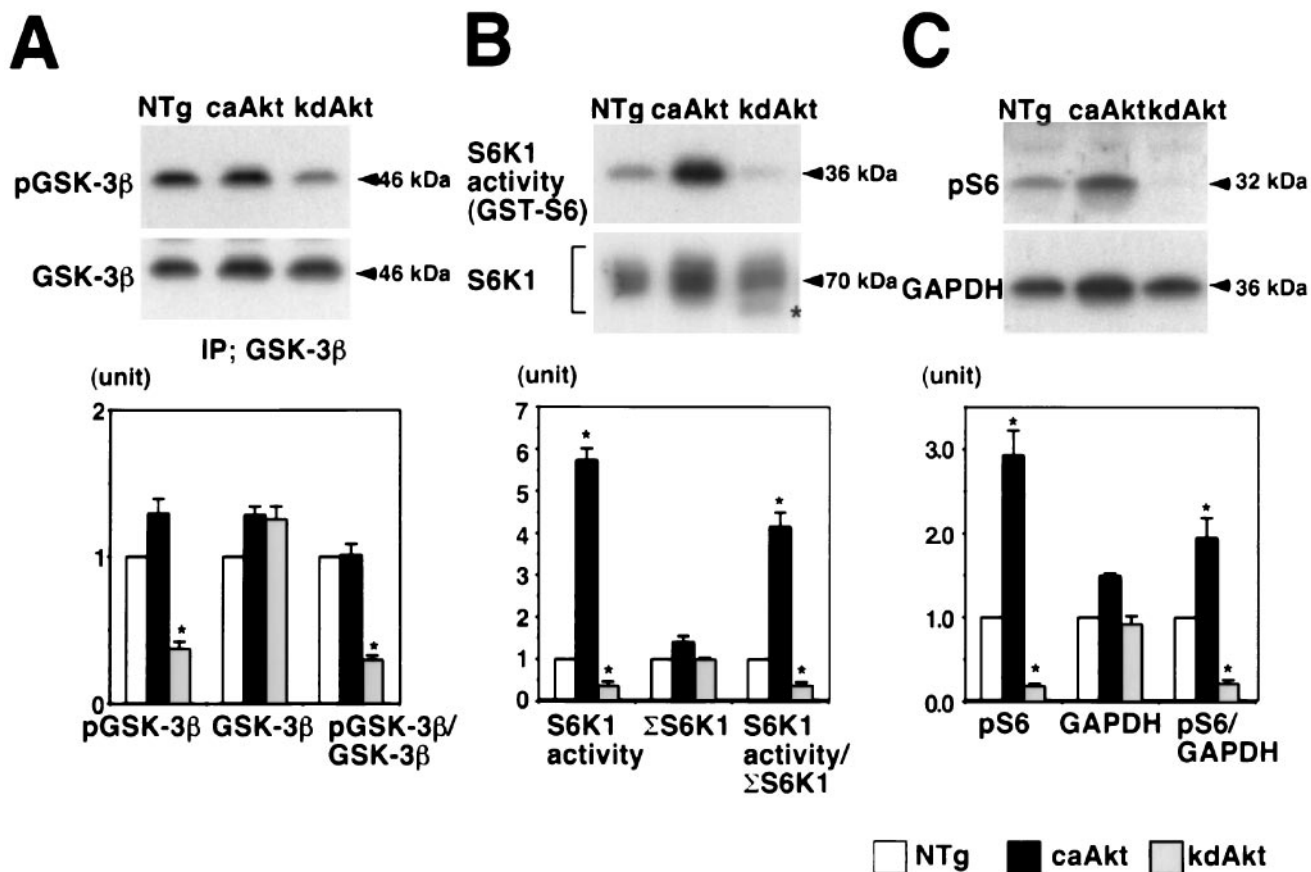 A
NTg caAkt kdAkt
pGSK-3β
46 kDa
GSK-3β
46 kDa
IP; GSK-3β
(unit)
2
1
0
*
*
pGSK-3β GSK-3β pGSK-3β/
GSK-3β
B
NTg caAkt kdAkt
S6K1
activity
(GST-S6)
36 kDa
S6K1
70 kDa
*
(unit)
7
6
5
4
3
2
1
0
*
*
*
*
S6K1 ΣS6K1 S6K1
activity activity/
ΣS6K1
C
NTg caAkt kdAkt
pS6
32 kDa
GAPDH
36 kDa
(unit)
3.0
2.0
1.0
0.0
*
*
*
*
pS6 GAPDH pS6/
GAPDH
NTg caAkt kdAkt